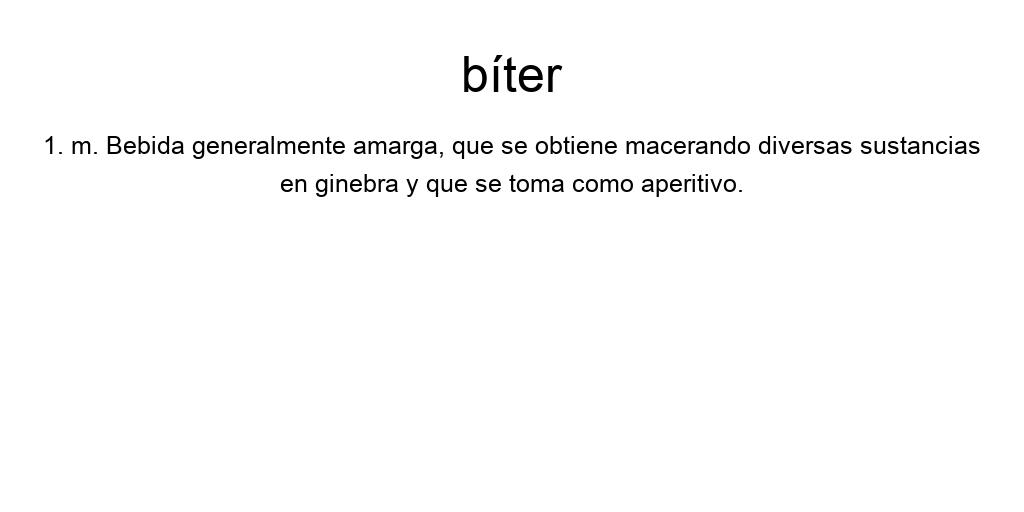 bíter
1. m. Bebida generalmente amarga, que se obtiene macerando diversas sustancias
en ginebra y que se toma como aperitivo.